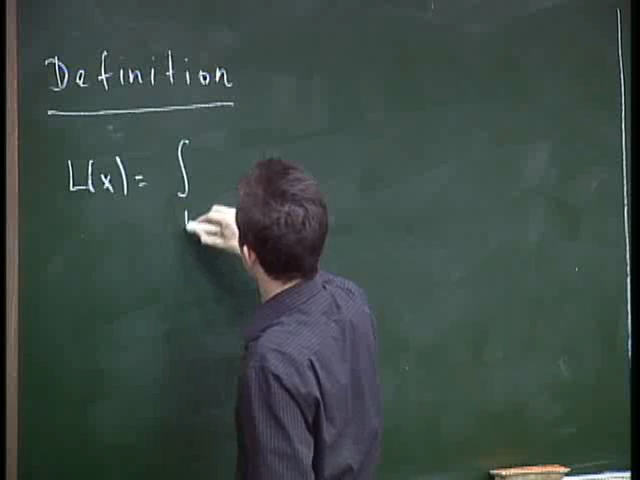 Definition
L(x) = ∫